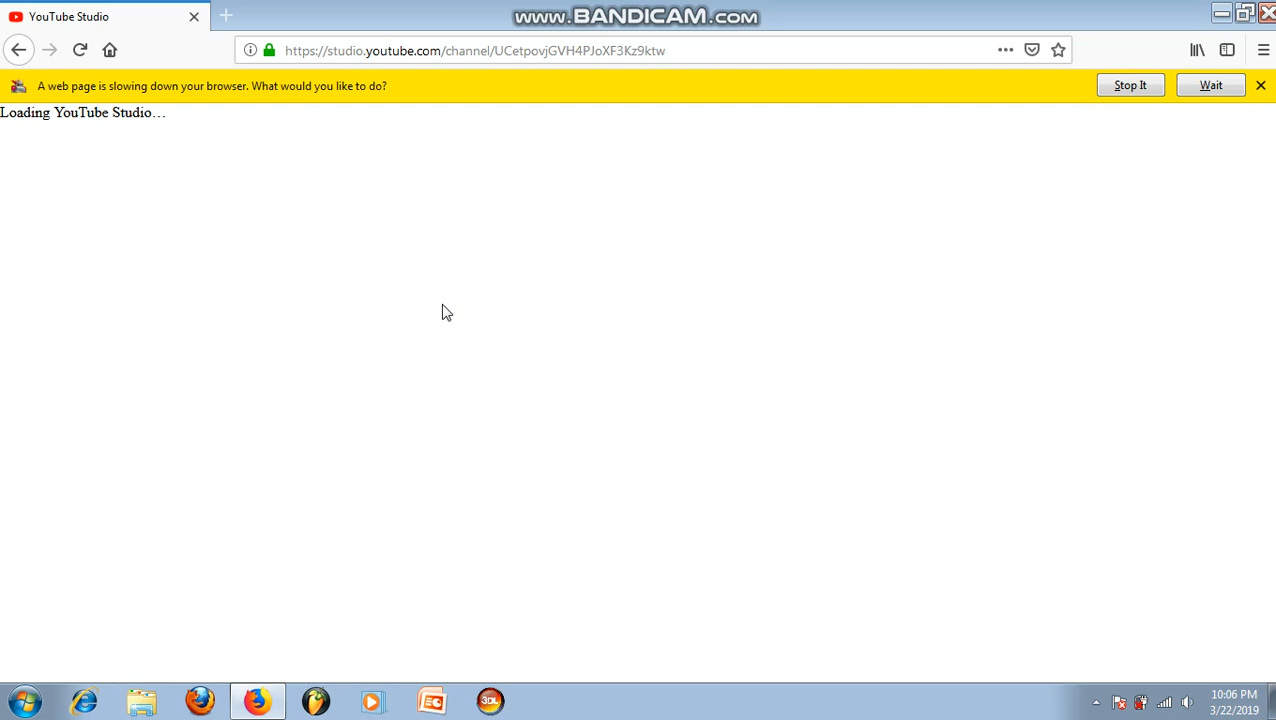 YouTube Studio
www.BANDICAM.com
https://studio.youtube.com/channel/UCetpovjGVH4PJoXF3Kz9ktw
A web page is slowing down your browser. What would you like to do?
Stop It
Wait
Loading YouTube Studio…
3DL
10:06 PM
3/22/2019